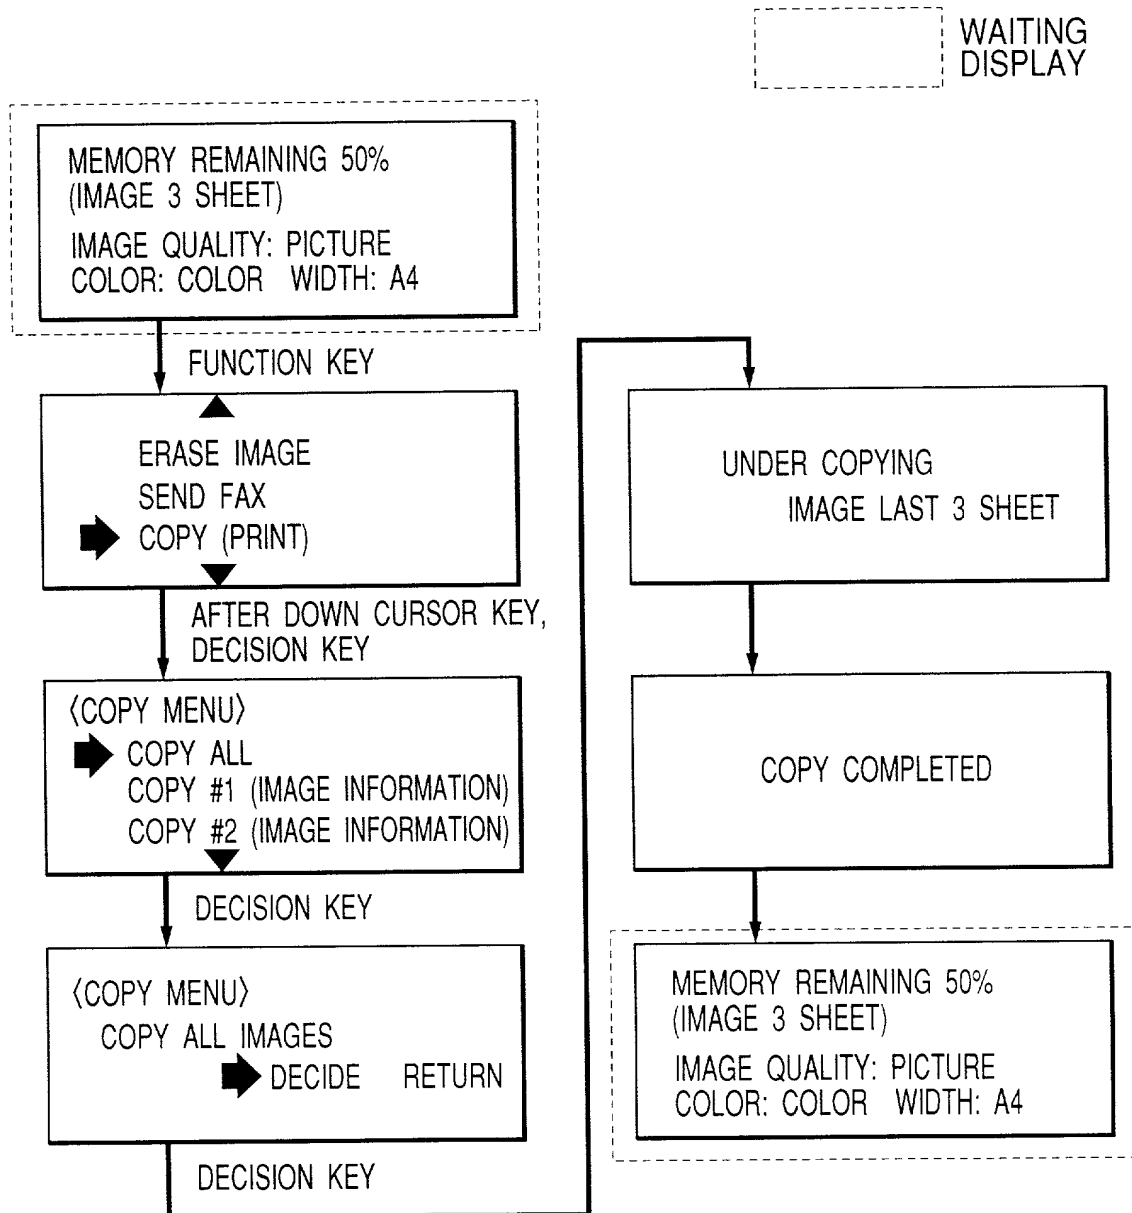 WAITING
DISPLAY
MEMORY REMAINING 50%
(IMAGE 3 SHEET)
IMAGE QUALITY: PICTURE
COLOR: COLOR WIDTH: A4
FUNCTION KEY
ERASE IMAGE
SEND FAX
COPY (PRINT)
AFTER DOWN CURSOR KEY,
DECISION KEY
〈COPY MENU〉
COPY ALL
COPY #1 (IMAGE INFORMATION)
COPY #2 (IMAGE INFORMATION)
DECISION KEY
〈COPY MENU〉
COPY ALL IMAGES
DECIDE RETURN
DECISION KEY
UNDER COPYING
IMAGE LAST 3 SHEET
COPY COMPLETED
MEMORY REMAINING 50%
(IMAGE 3 SHEET)
IMAGE QUALITY: PICTURE
COLOR: COLOR WIDTH: A4